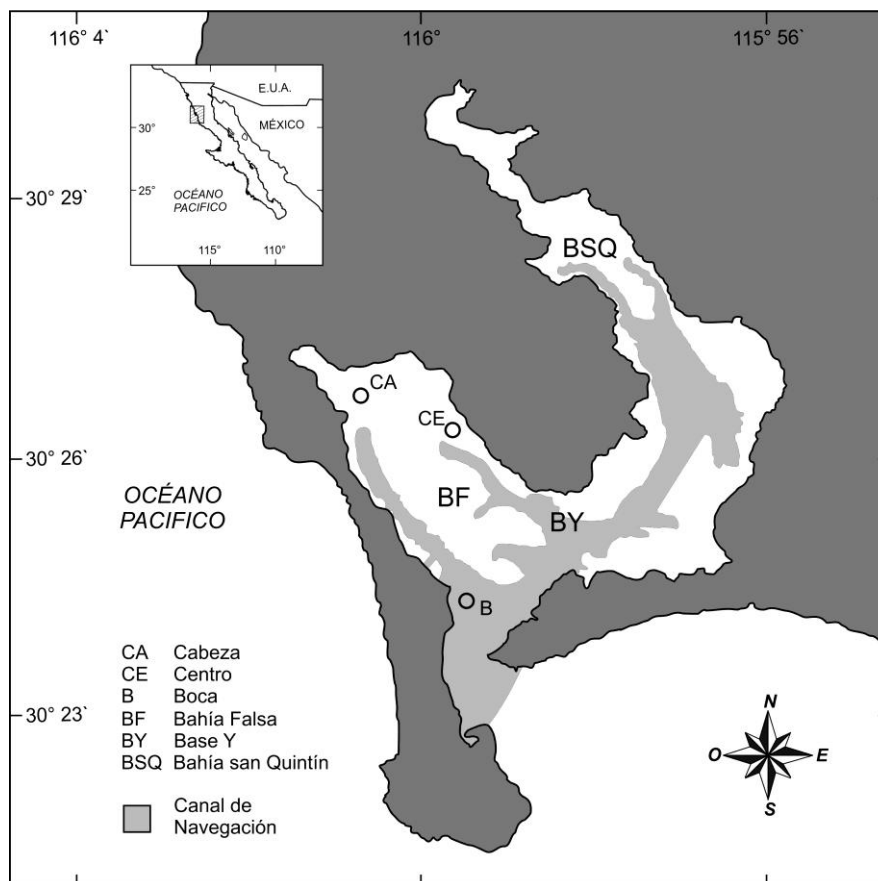 116° 4`
116°
115° 56`
E.U.A.
MÉXICO
30°
25°
OCÉANO
PACIFICO
115°
110°
30° 29`
BSQ
CA
CE
30° 26`
BF
OCÉANO
PACIFICO
BY
B
CA Cabeza
CE Centro
B Boca
BF Bahía Falsa
BY Base Y
BSQ Bahía san Quintín
30° 23`
N
O
E
S
Canal de
Navegación